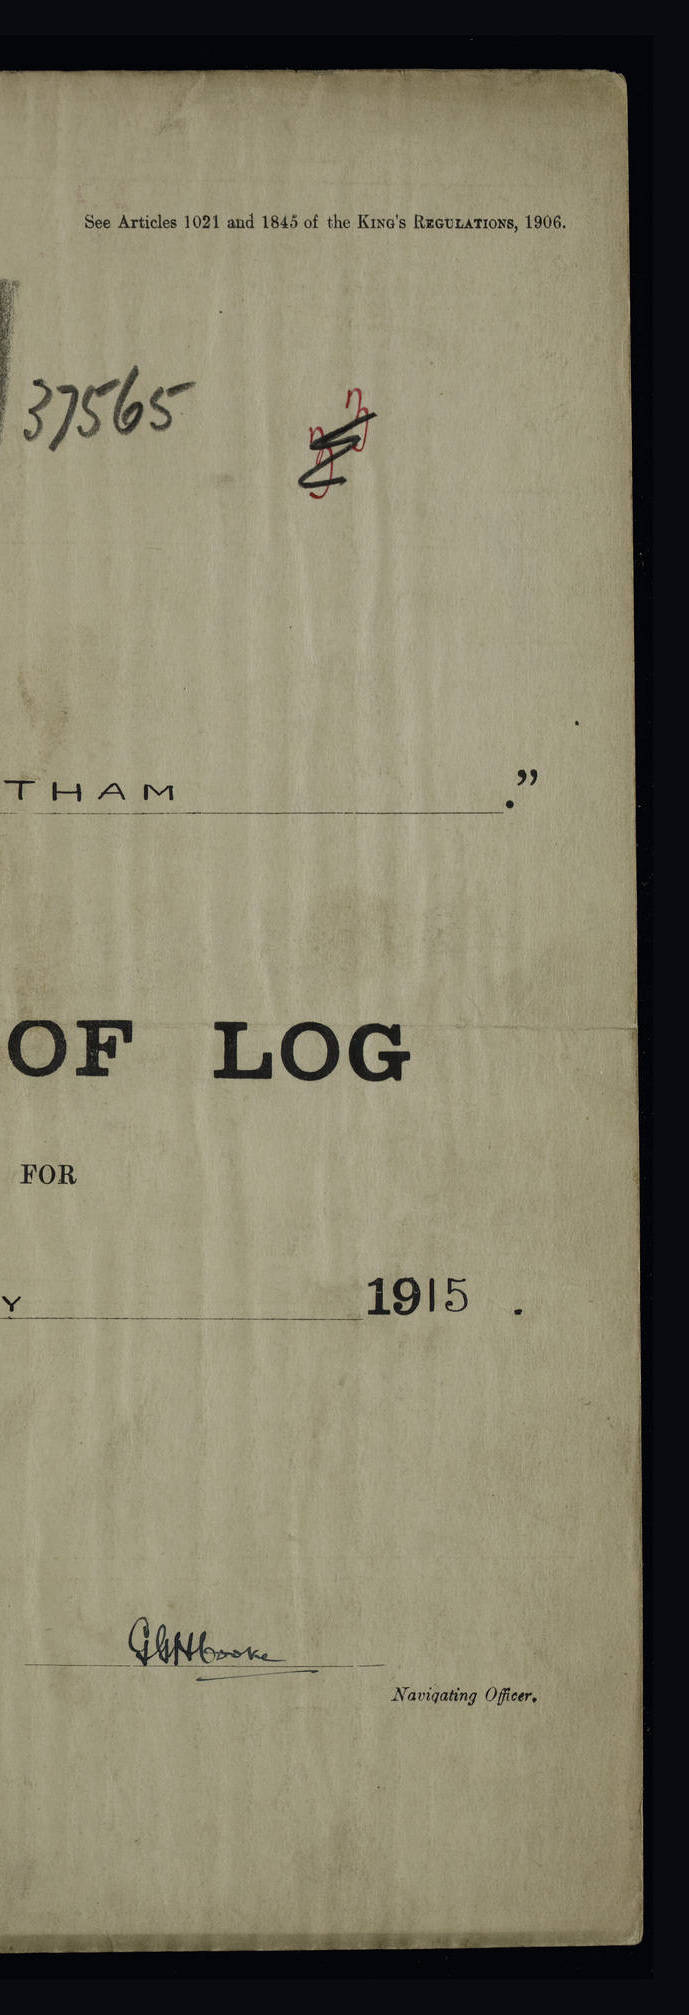 See Articles 1021 and 1845 of the KING'S REGULATIONS, 1906.
37565
THAM ."
OF LOG
FOR
Y 1915 .
Navigating Officer.